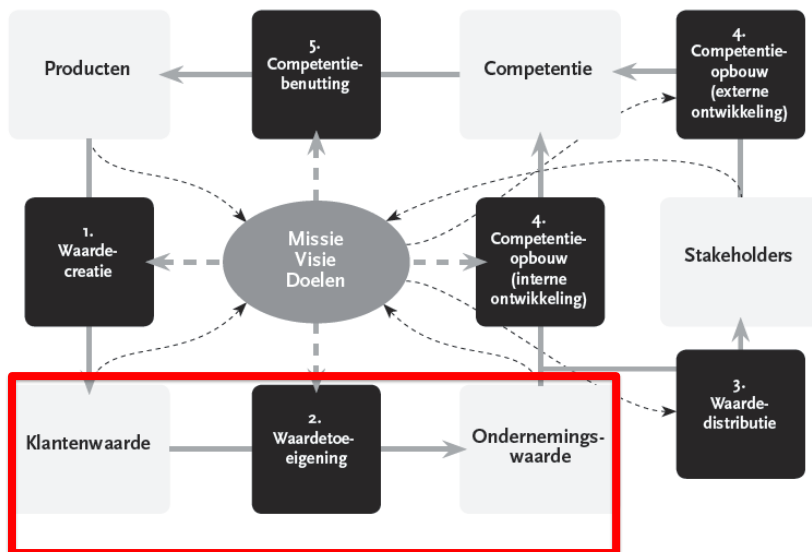 Producten
5.
Competentie-
benutting
Competentie
4.
Competentie-
opbouw
(externe
ontwikkeling)
1.
Waarde-
creatie
Missie
Visie
Doelen
4.
Competentie-
opbouw
(interne
ontwikkeling)
Stakeholders
Klantenwaarde
2.
Waardetoe-
eigening
Ondernemings-
waarde
3.
Waarde-
distributie